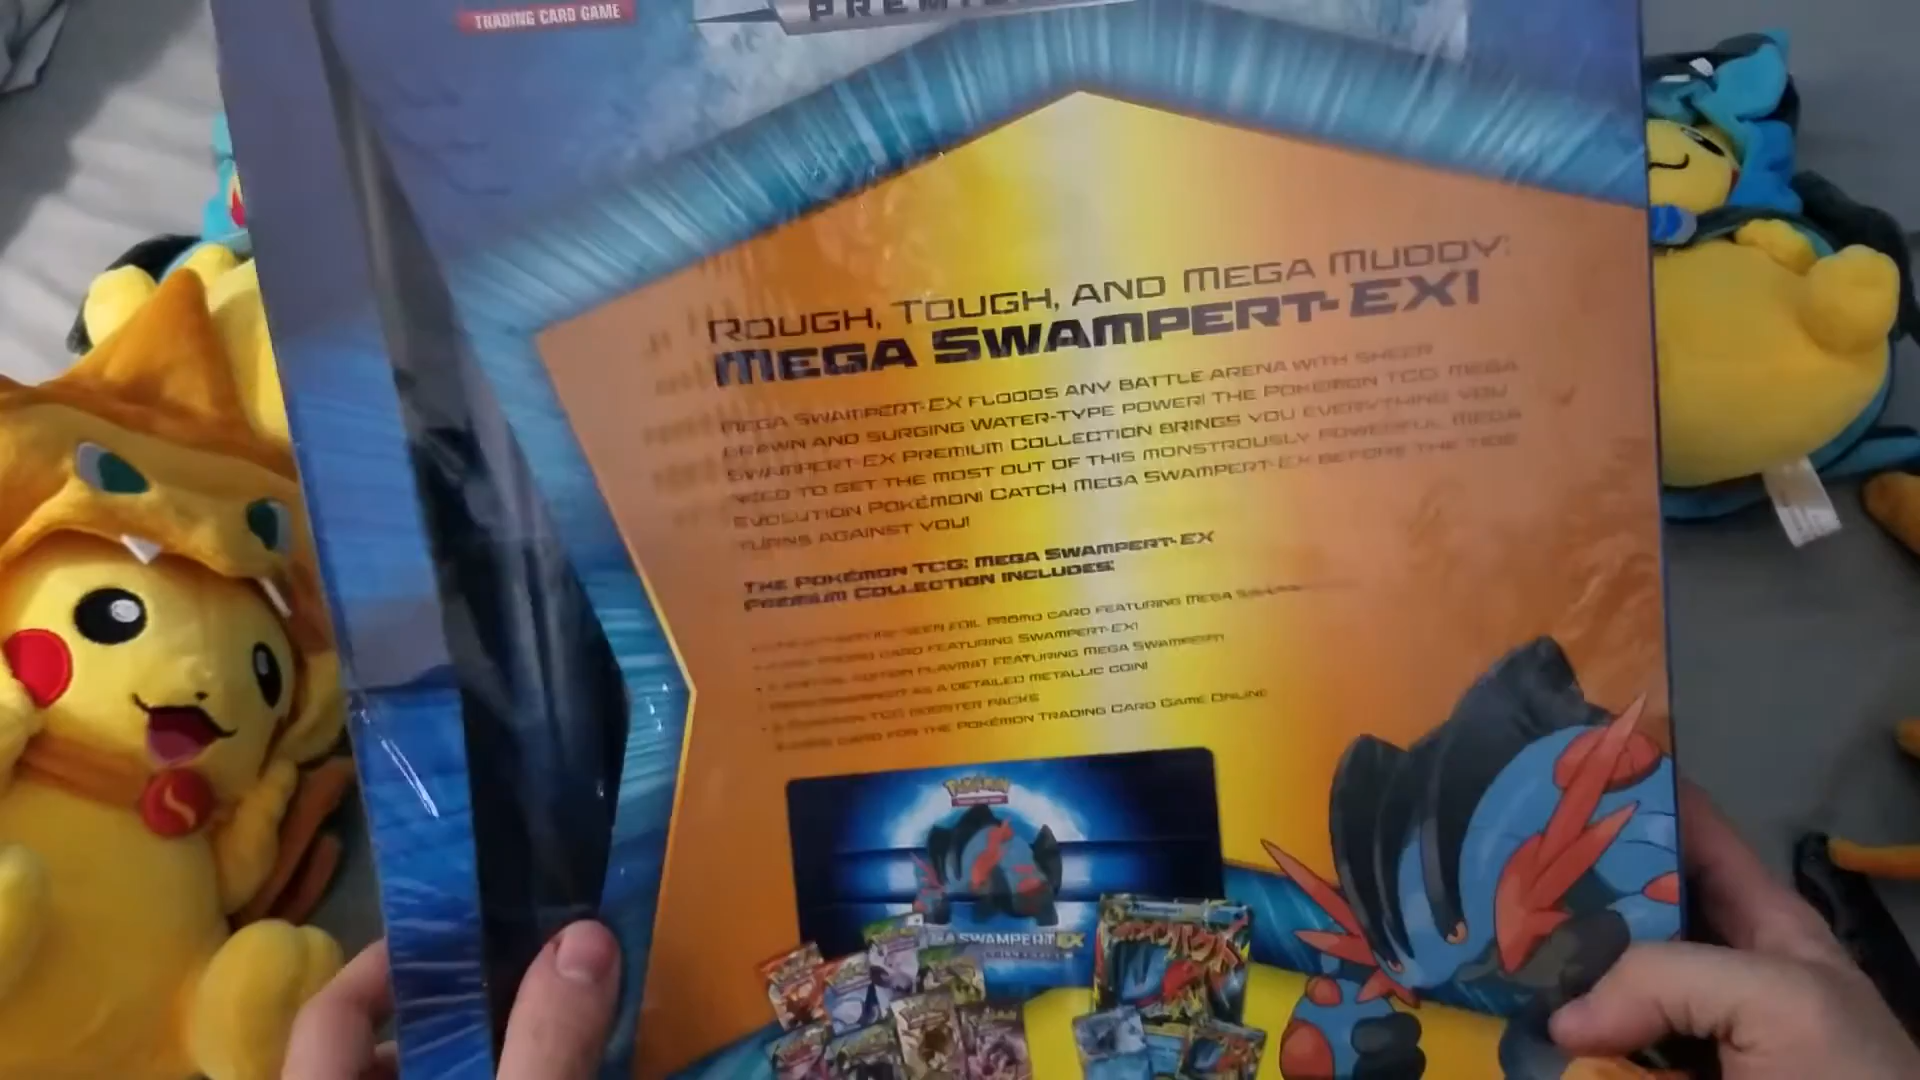 TRADING CARD GAME
ROUGH, TOUGH, AND MEGA MUDDY:
MEGA SWAMPERT-EX!
MEGA SWAMPERT-EX FLOODS ANY BATTLE ARENA WITH SHEER
BRAWN AND SURGING WATER-TYPE POWER! THE POKÉMON TCG: MEGA
SWAMPERT-EX PREMIUM COLLECTION BRINGS YOU EVERYTHING YOU
NEED TO GET THE MOST OUT OF THIS MONSTROUSLY POWERFUL MEGA
EVOLUTION POKÉMON! CATCH MEGA SWAMPERT-EX BEFORE THE TIDE
TURNS AGAINST YOU!
THE POKÉMON TCG: MEGA SWAMPERT-EX
PREMIUM COLLECTION INCLUDES:
FOIL PROMO CARD FEATURING MEGA
PROMO CARD FEATURING SWAMPERT-EX!
PLAYMAT FEATURING MEGA SWAMPERT!
AS A DETAILED METALLIC COIN!
POKÉMON TCG BOOSTER PACKS
CARD FOR THE POKÉMON TRADING CARD GAME ONLINE
POKÉMON
SWAMPERT EX